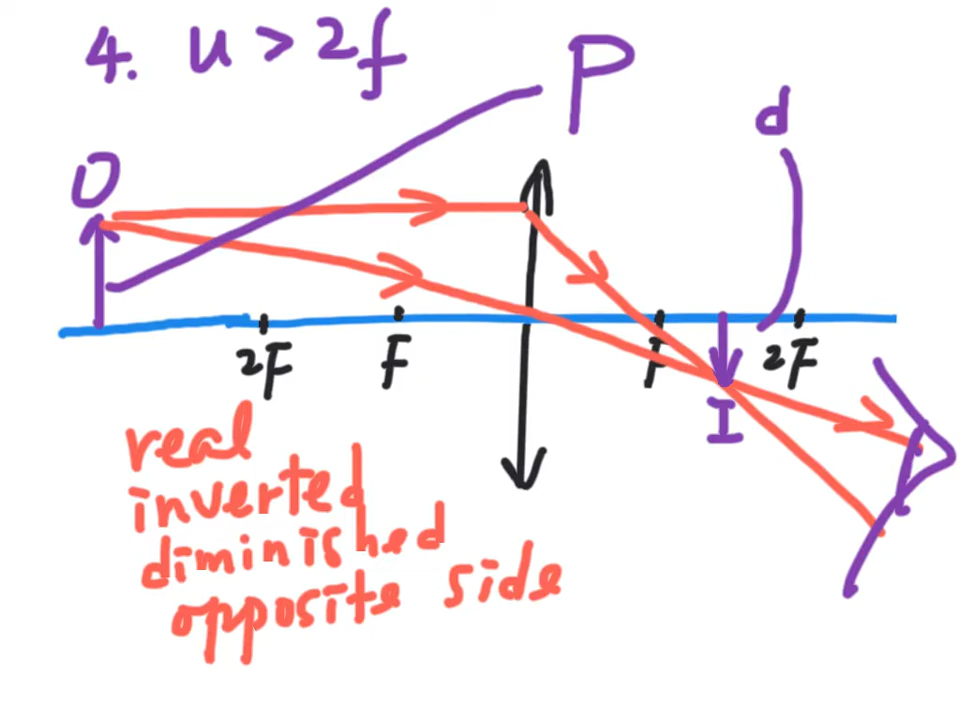 4. u > 2f
P
d
O
2F
F
F
2F
I
real
inverted
diminished
opposite side